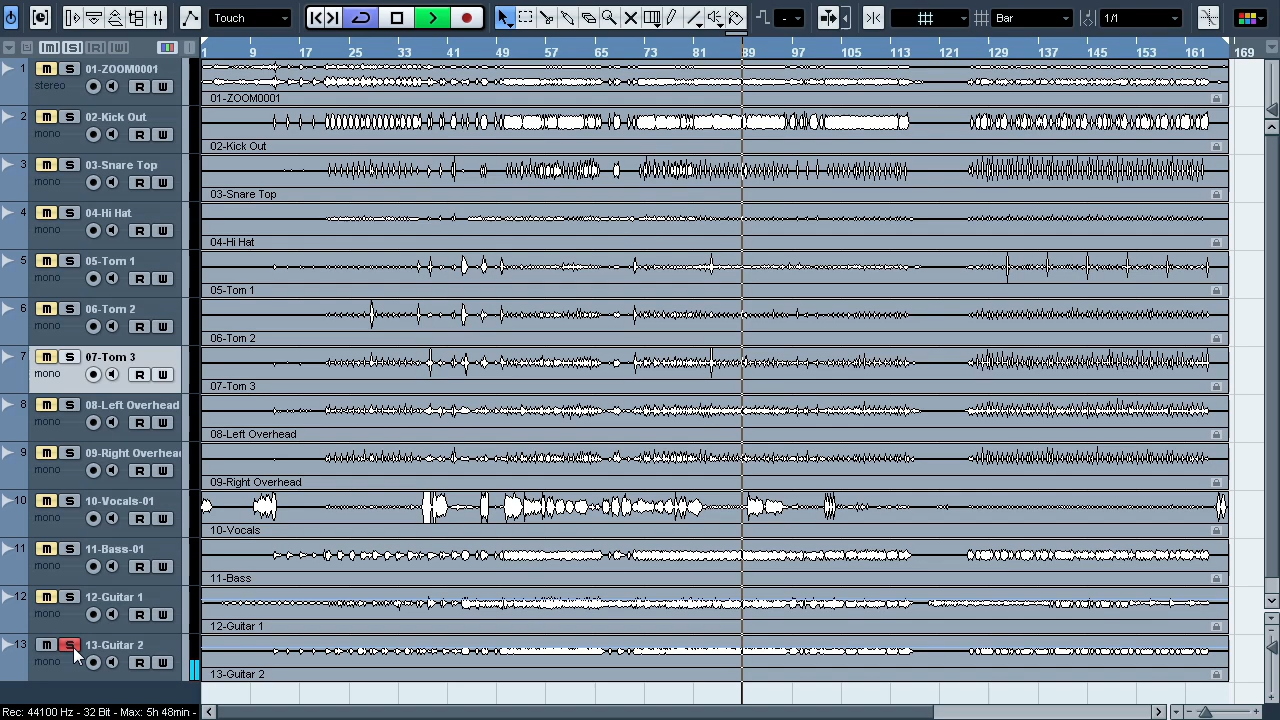 Touch - Bar 1/1
M S R W 1 9 17 25 33 41 49 57 65 73 81 89 97 105 113 121 129 137 145 153 161 169
1 m S 01-ZOOM0001
stereo R W
01-ZOOM0001
2 m S 02-Kick Out
mono R W
02-Kick Out
3 m S 03-Snare Top
mono R W
03-Snare Top
4 m S 04-Hi Hat
mono R W
04-Hi Hat
5 m S 05-Tom 1
mono R W
05-Tom 1
6 m S 06-Tom 2
mono R W
06-Tom 2
7 m S 07-Tom 3
mono R W
07-Tom 3
8 m S 08-Left Overhead
mono R W
08-Left Overhead
9 m S 09-Right Overhea
mono R W
09-Right Overhead
10 m S 10-Vocals-01
mono R W
10-Vocals
11 m S 11-Bass-01
mono R W
11-Bass
12 m S 12-Guitar 1
mono R W
12-Guitar 1
13 m S 13-Guitar 2
mono R W
13-Guitar 2
Rec: 44100 Hz - 32 Bit - Max: 5h 48min -